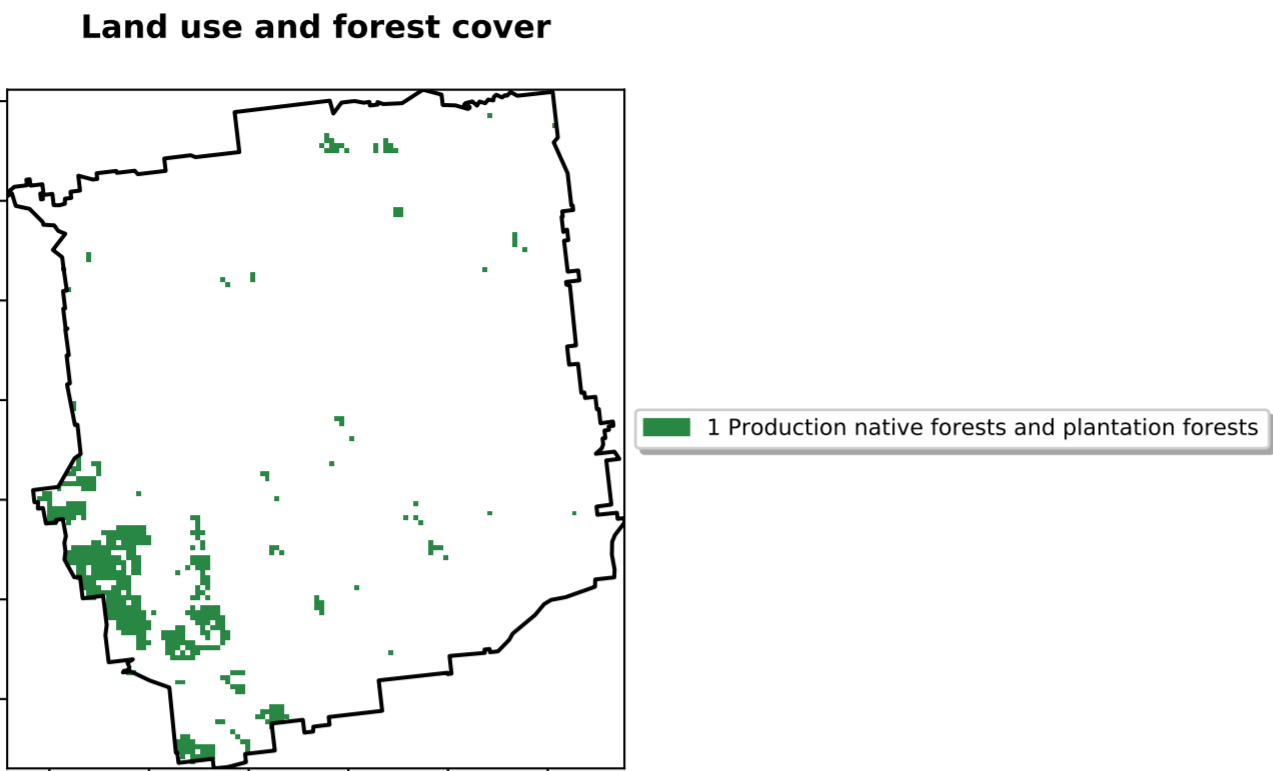 Land use and forest cover
1 Production native forests and plantation forests